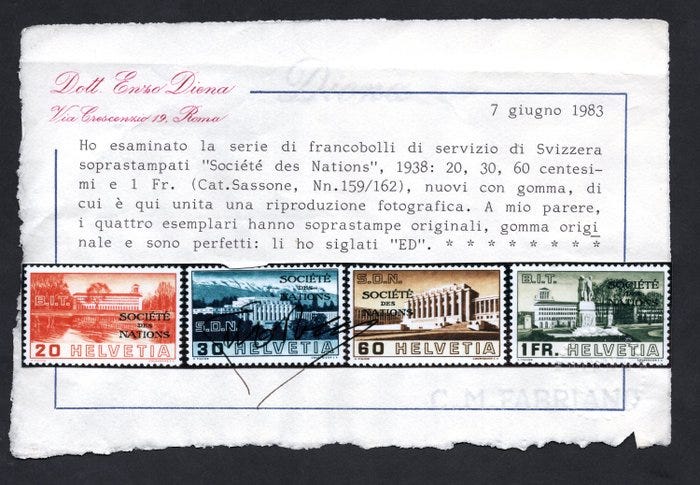 Dott. Enzo Diena
Via Crescenzio 19, Roma
Diena
7 giugno 1983
Ho esaminato la serie di francobolli di servizio di Svizzera
soprastampati "Société des Nations", 1938: 20, 30, 60 centesi-
mi e 1 Fr. (Cat.Sassone, Nn.159/162), nuovi con gomma, di
cui è qui unita una riproduzione fotografica. A mio parere,
i quattro esemplari hanno soprastampe originali, gomma origi
nale e sono perfetti: li ho siglati "ED". * * * * * * * *
B.I.T.
SOCIÉTÉ
DES
NATIONS
20 HELVETIA
SOCIÉTÉ
DES
NATIONS
S.D.N.
30 HELVETIA
S.D.N.
SOCIÉTÉ
DES
NATIONS
60 HELVETIA
B.I.T.
SOCIÉTÉ
DES
NATIONS
1 FR. HELVETIA
C M FABRIANO